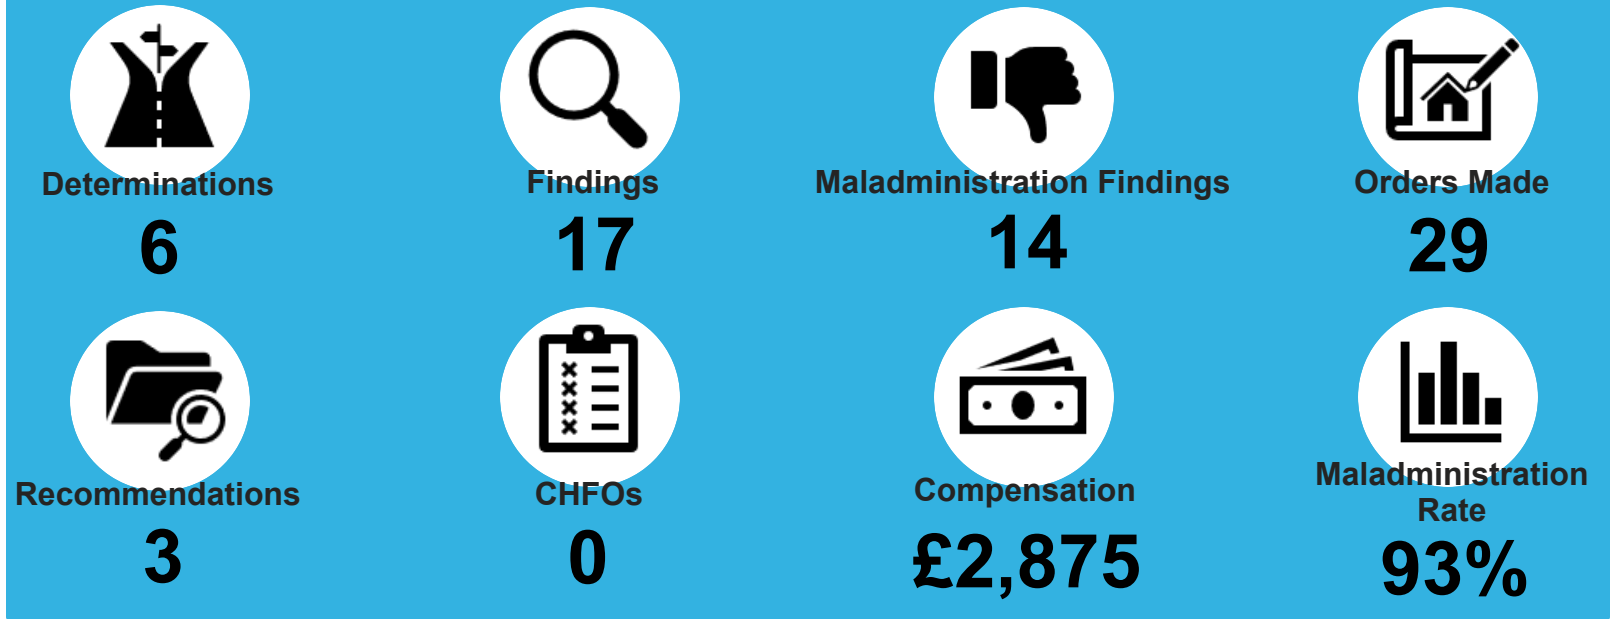 Determinations
6
Findings
17
Maladministration Findings
14
Orders Made
29
Recommendations
3
CHFOs
0
Compensation
£2,875
Maladministration
Rate
93%